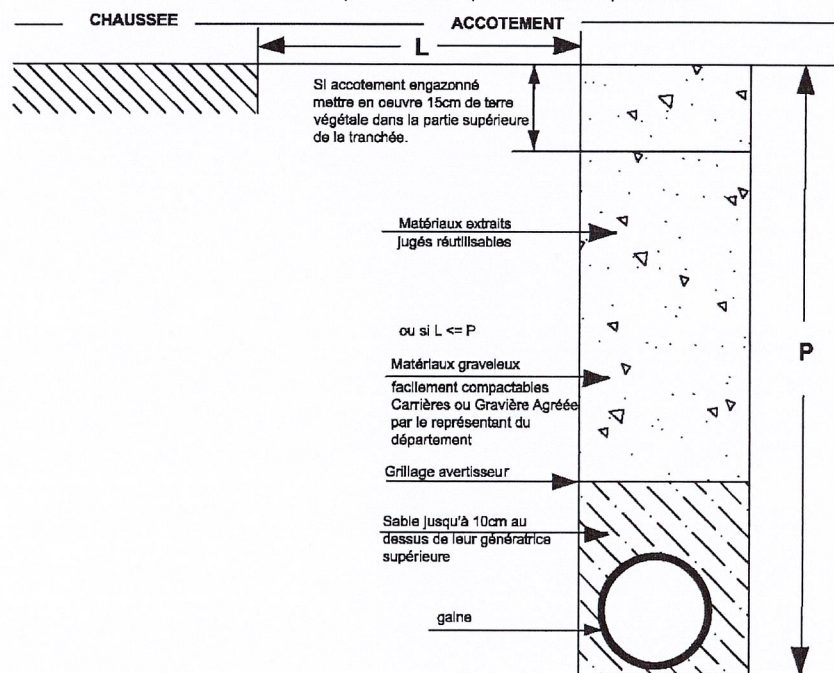 CHAUSSEE
ACCOTEMENT
L
Si accotement engazonné
mettre en oeuvre 15cm de terre
végétale dans la partie supérieure
de la tranchée.
Matériaux extraits
jugés réutilisables
ou si L <= P
P
Matériaux graveleux
facilement compactables
Carrières ou Gravière Agréée
par le représentant du
département
Grillage avertisseur
Sable jusqu'à 10cm au
dessus de leur génératrice
supérieure
gaine